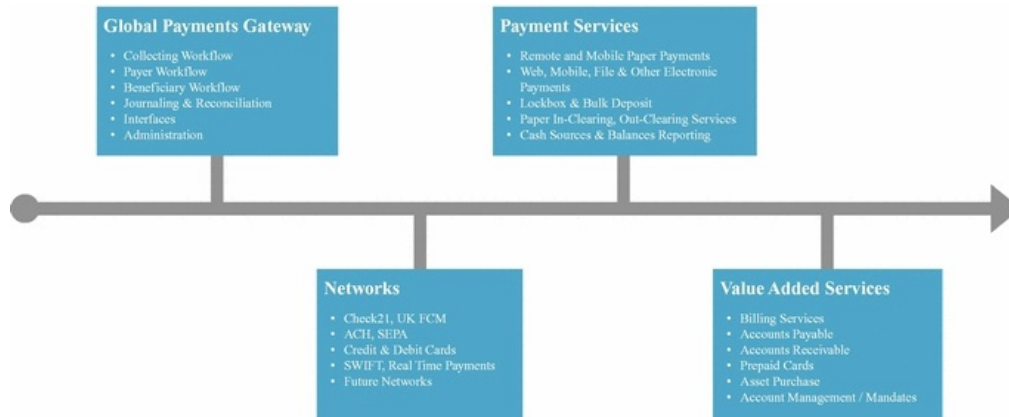 Global Payments Gateway
• Collecting Workflow
• Payer Workflow
• Beneficiary Workflow
• Journaling & Reconciliation
• Interfaces
• Administration
Payment Services
• Remote and Mobile Paper Payments
• Web, Mobile, File & Other Electronic
Payments
• Lockbox & Bulk Deposit
• Paper In-Clearing, Out-Clearing Services
• Cash Sources & Balances Reporting
Networks
• Check21, UK FCM
• ACH, SEPA
• Credit & Debit Cards
• SWIFT, Real Time Payments
• Future Networks
Value Added Services
• Billing Services
• Accounts Payable
• Accounts Receivable
• Prepaid Cards
• Asset Purchase
• Account Management / Mandates